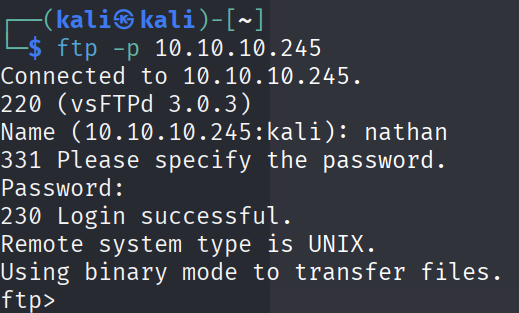 ┌──(kali㉿kali)-[~]
└─$ ftp -p 10.10.10.245
Connected to 10.10.10.245.
220 (vsFTPd 3.0.3)
Name (10.10.10.245:kali): nathan
331 Please specify the password.
Password:
230 Login successful.
Remote system type is UNIX.
Using binary mode to transfer files.
ftp>